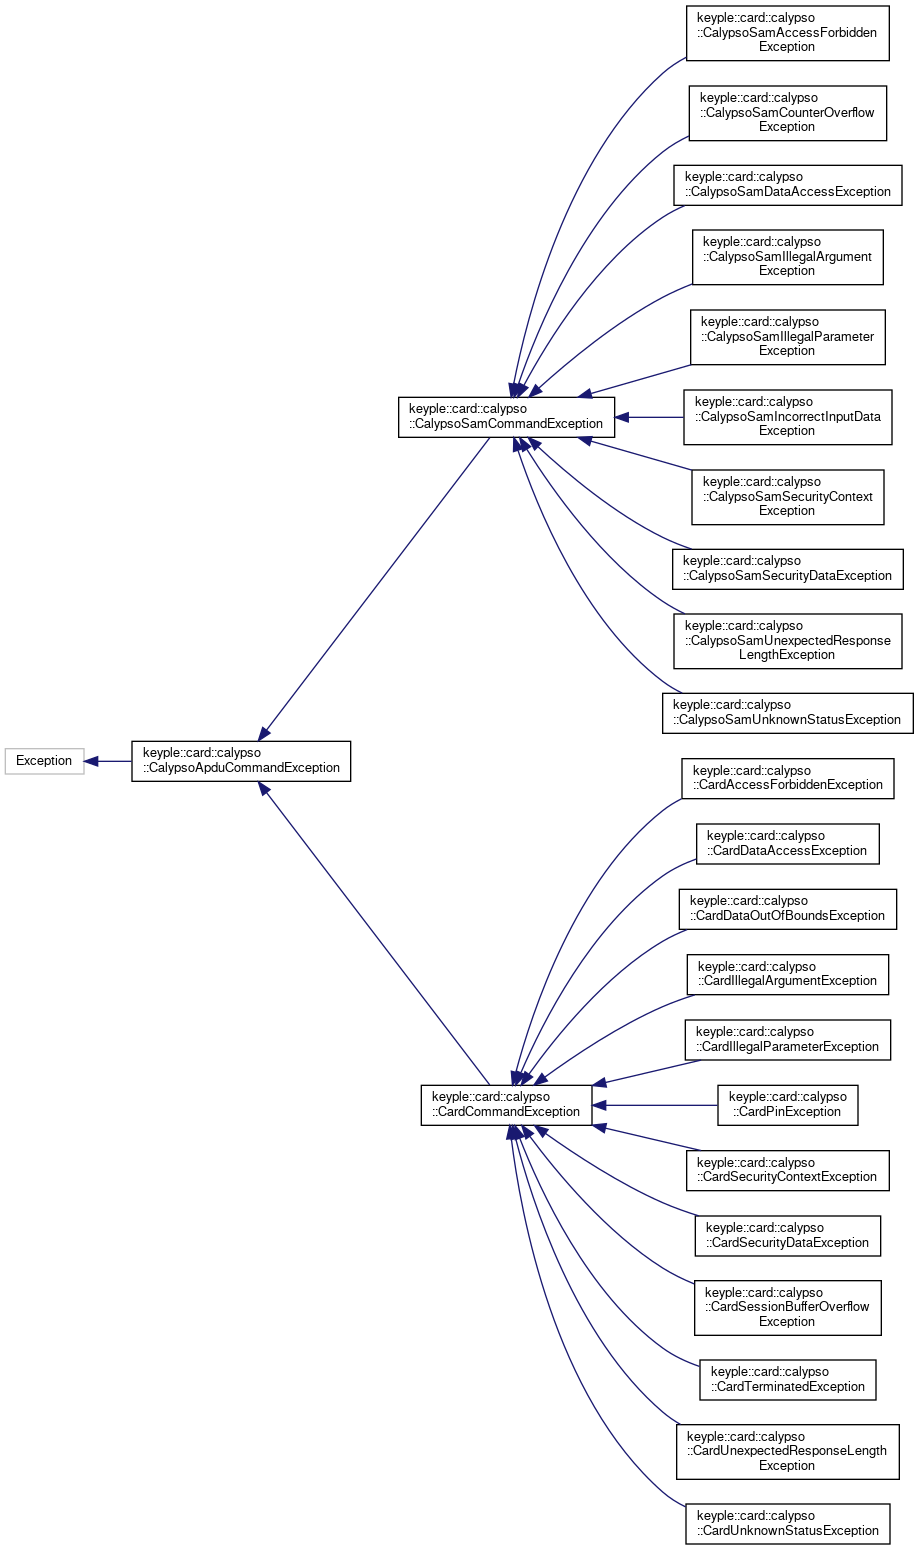 keyple::card::calypso
::CalypsoSamAccessForbidden
Exception
keyple::card::calypso
::CalypsoSamCounterOverflow
Exception
keyple::card::calypso
::CalypsoSamDataAccessException
keyple::card::calypso
::CalypsoSamIllegalArgument
Exception
keyple::card::calypso
::CalypsoSamIllegalParameter
Exception
keyple::card::calypso
::CalypsoSamCommandException
keyple::card::calypso
::CalypsoSamIncorrectInputData
Exception
keyple::card::calypso
::CalypsoSamSecurityContext
Exception
keyple::card::calypso
::CalypsoSamSecurityDataException
keyple::card::calypso
::CalypsoSamUnexpectedResponse
LengthException
keyple::card::calypso
::CalypsoSamUnknownStatusException
Exception
keyple::card::calypso
::CalypsoApduCommandException
keyple::card::calypso
::CardAccessForbiddenException
keyple::card::calypso
::CardDataAccessException
keyple::card::calypso
::CardDataOutOfBoundsException
keyple::card::calypso
::CardIllegalArgumentException
keyple::card::calypso
::CardIllegalParameterException
keyple::card::calypso
::CardCommandException
keyple::card::calypso
::CardPinException
keyple::card::calypso
::CardSecurityContextException
keyple::card::calypso
::CardSecurityDataException
keyple::card::calypso
::CardSessionBufferOverflow
Exception
keyple::card::calypso
::CardTerminatedException
keyple::card::calypso
::CardUnexpectedResponseLength
Exception
keyple::card::calypso
::CardUnknownStatusException